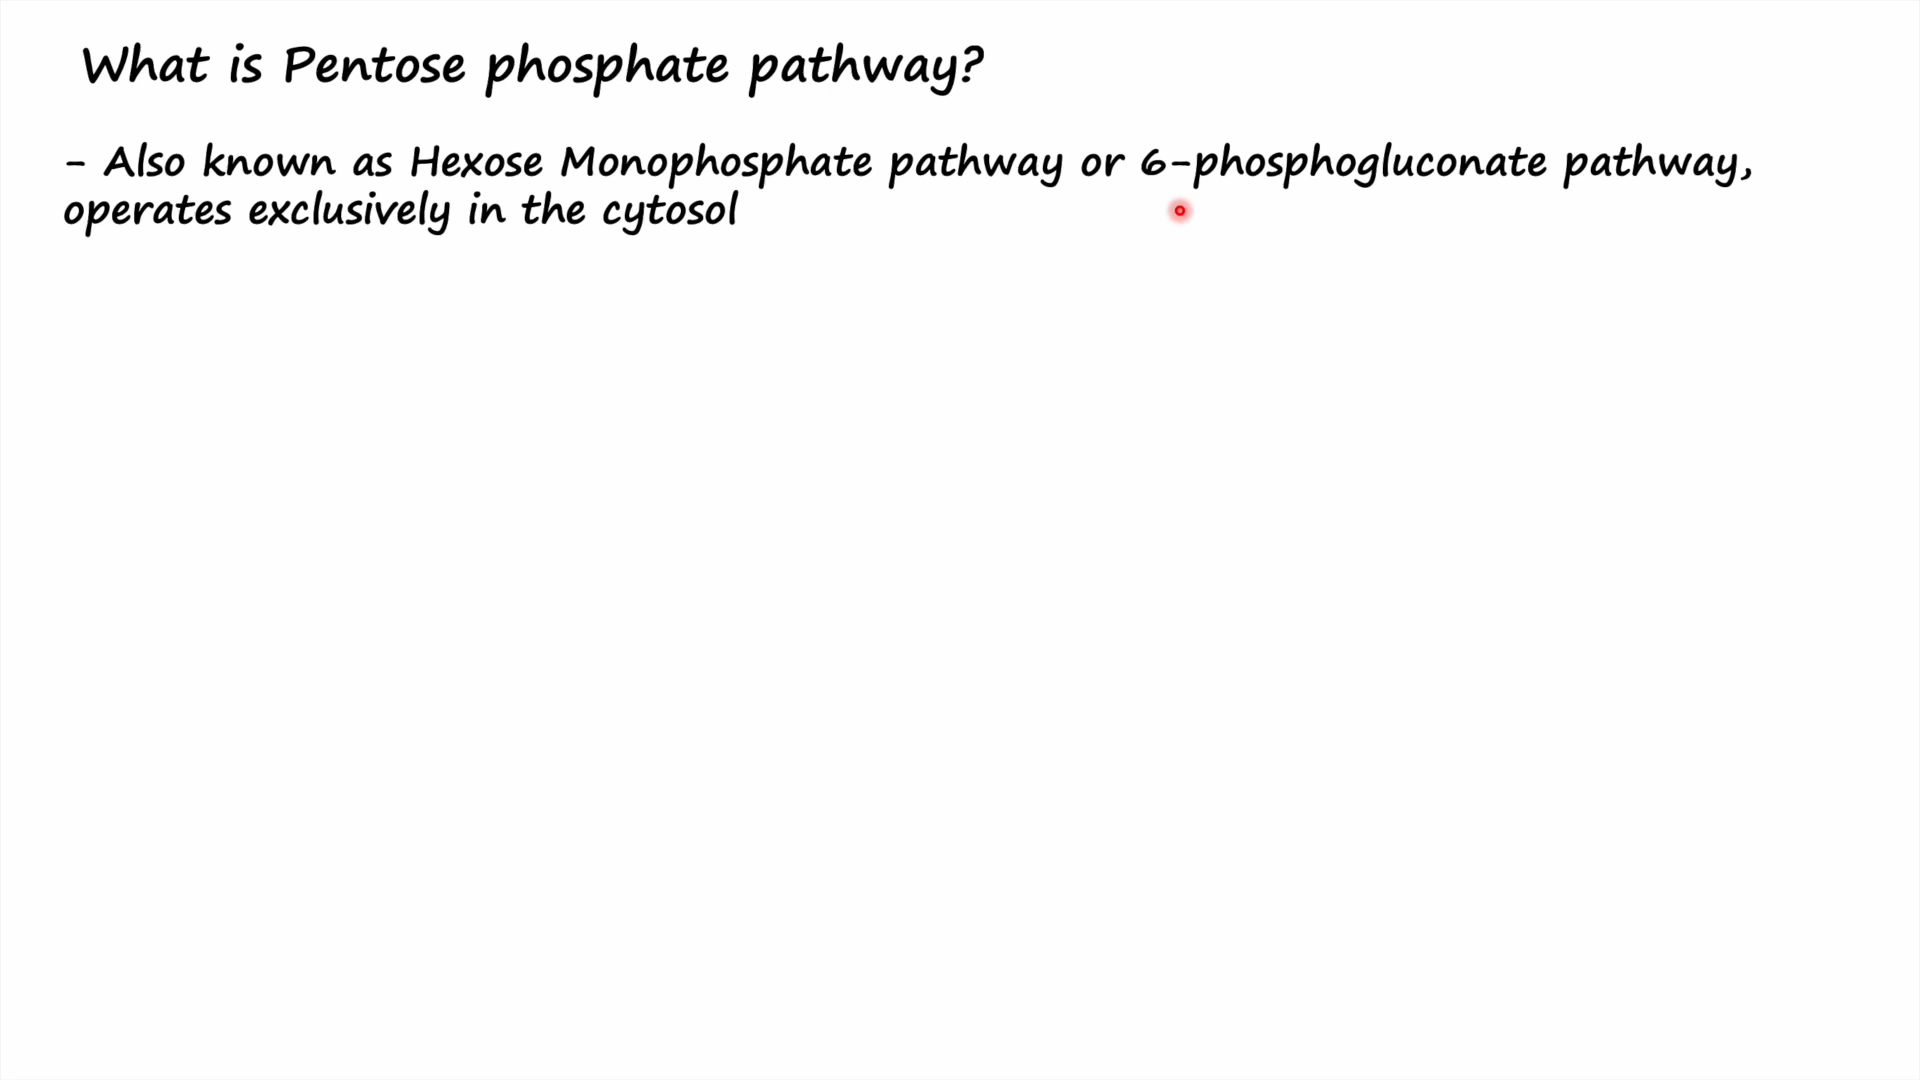 What is Pentose phosphate pathway?
- Also known as Hexose Monophosphate pathway or 6-phosphogluconate pathway,
operates exclusively in the cytosol